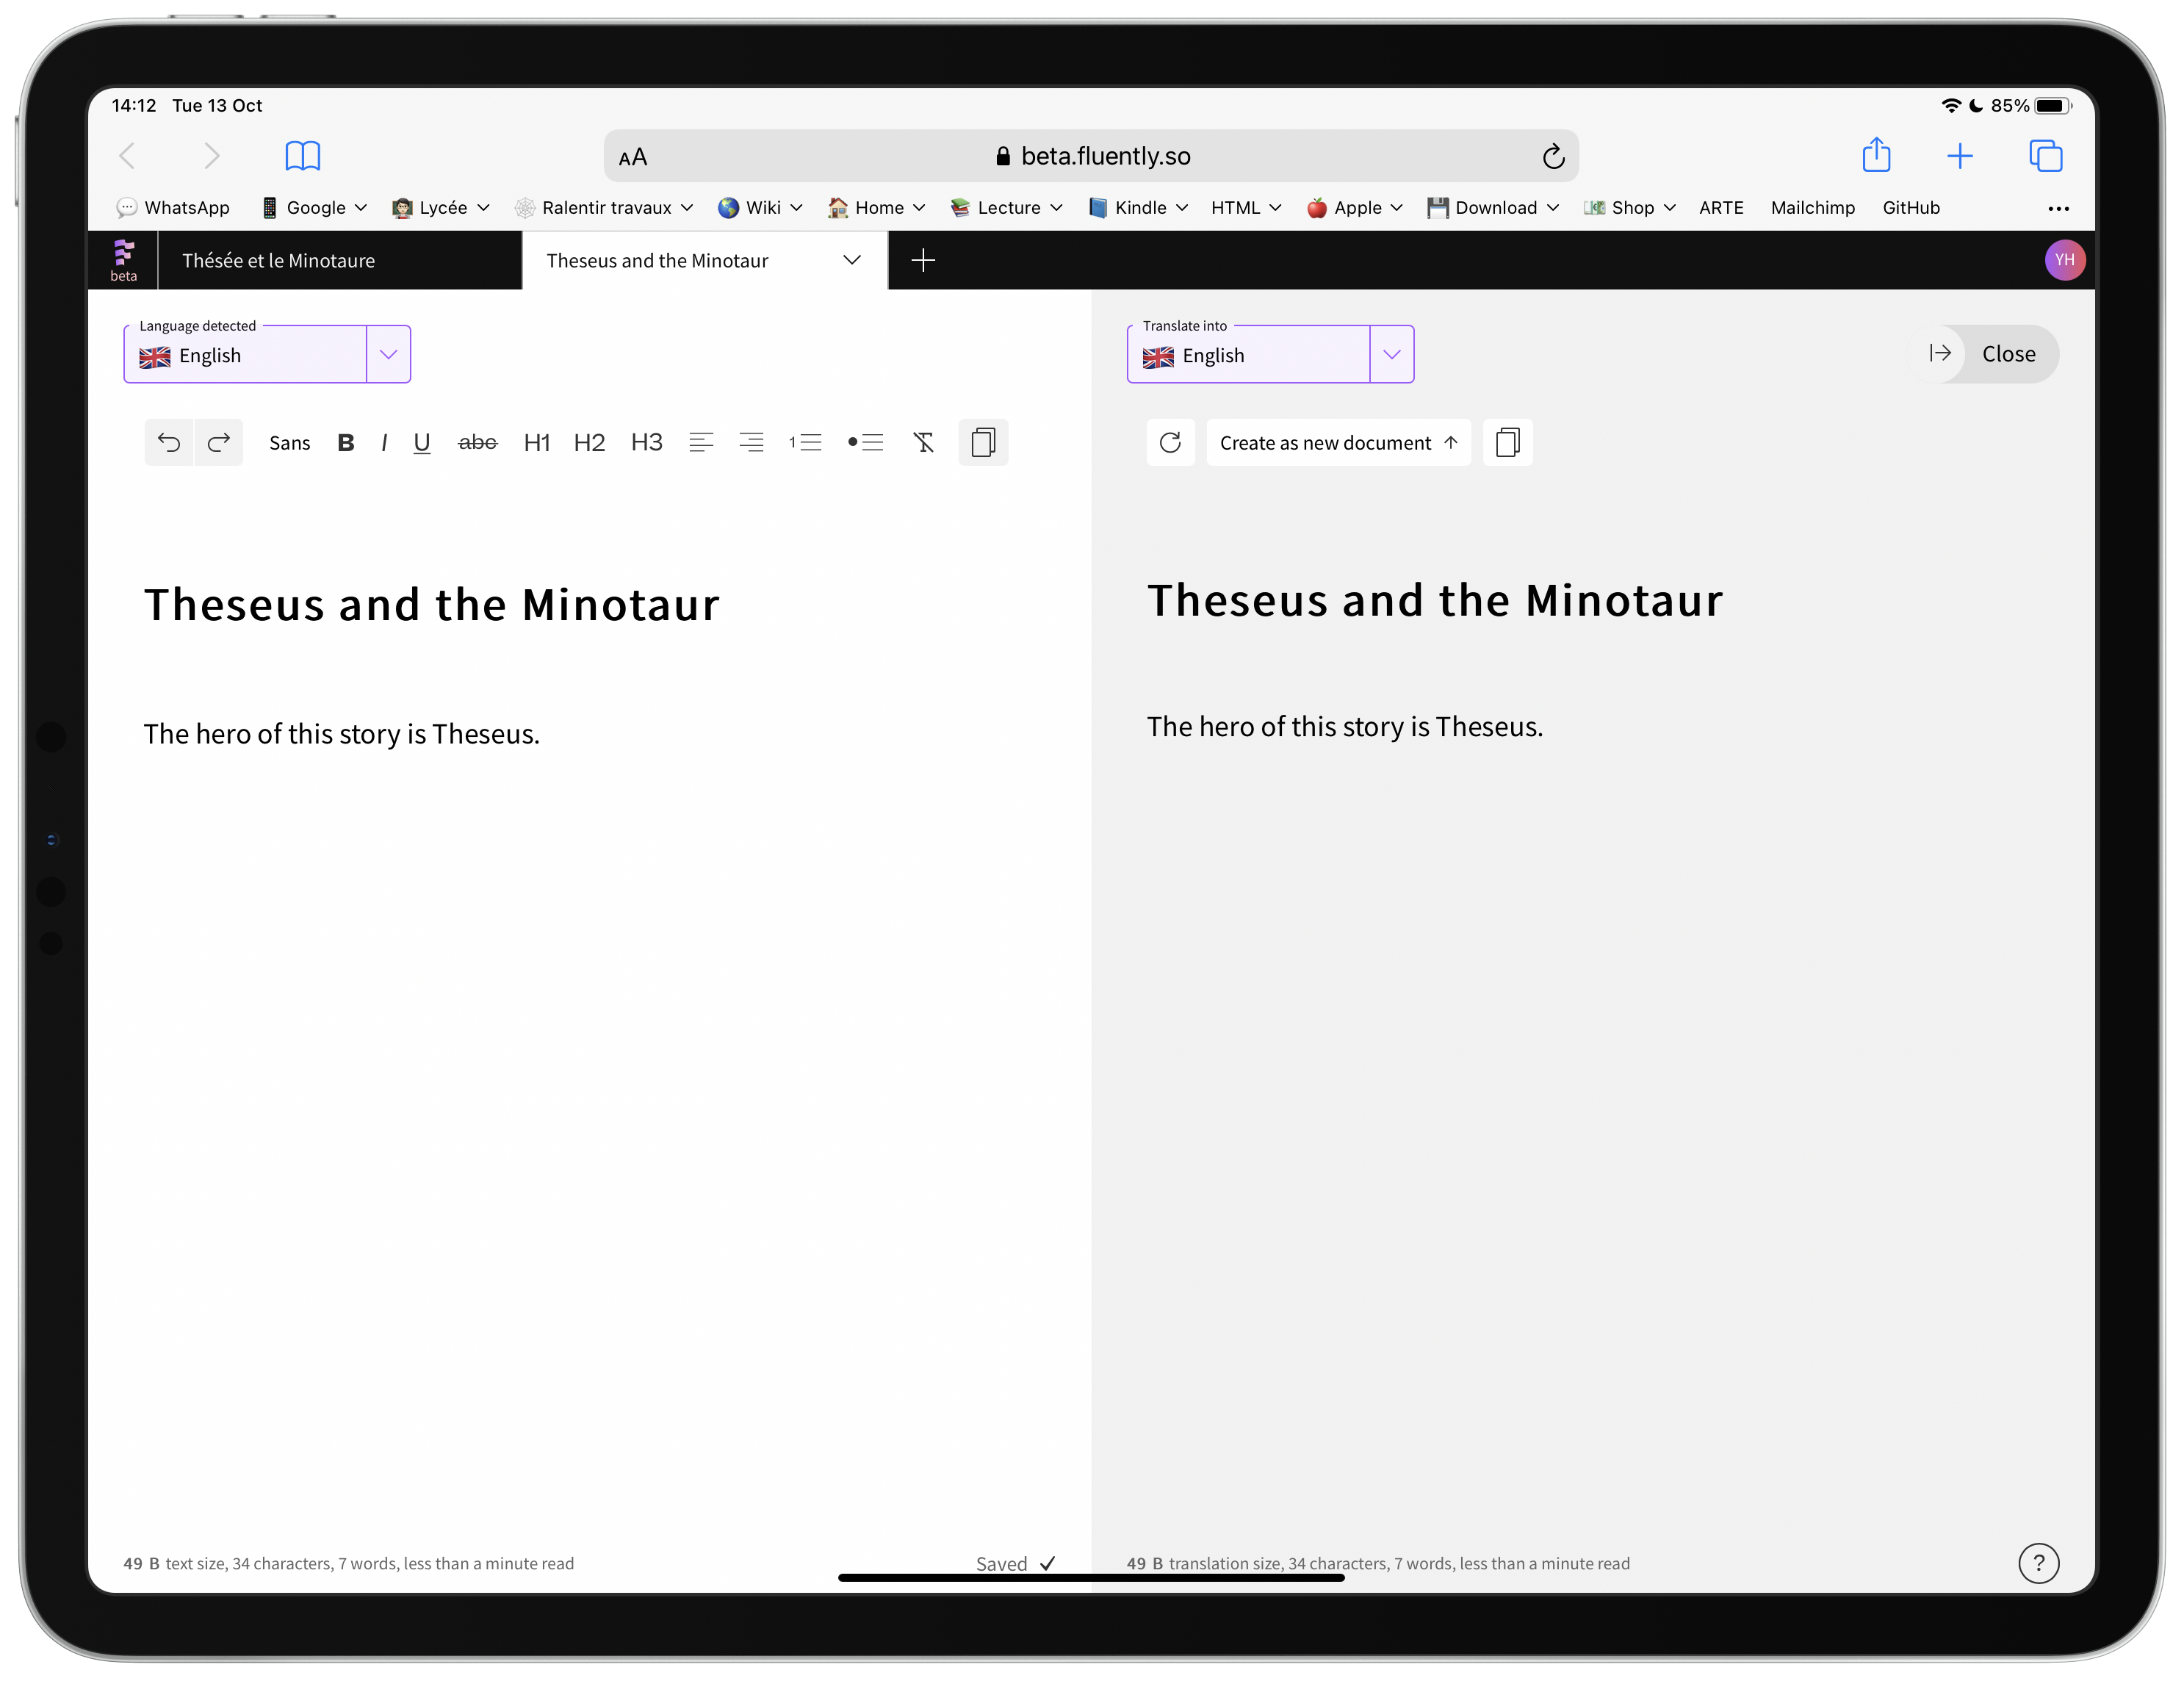 14:12 Tue 13 Oct 85%
AA beta.fluently.so
WhatsApp Google Lycée Ralentir travaux Wiki Home Lecture Kindle HTML Apple Download Shop ARTE Mailchimp GitHub
beta Thésée et le Minotaure Theseus and the Minotaur YH
Language detected
English
Translate into
English
Close
Sans B I U abc H1 H2 H3
Create as new document
Theseus and the Minotaur
The hero of this story is Theseus.
Theseus and the Minotaur
The hero of this story is Theseus.
49 B text size, 34 characters, 7 words, less than a minute read Saved
49 B translation size, 34 characters, 7 words, less than a minute read ?